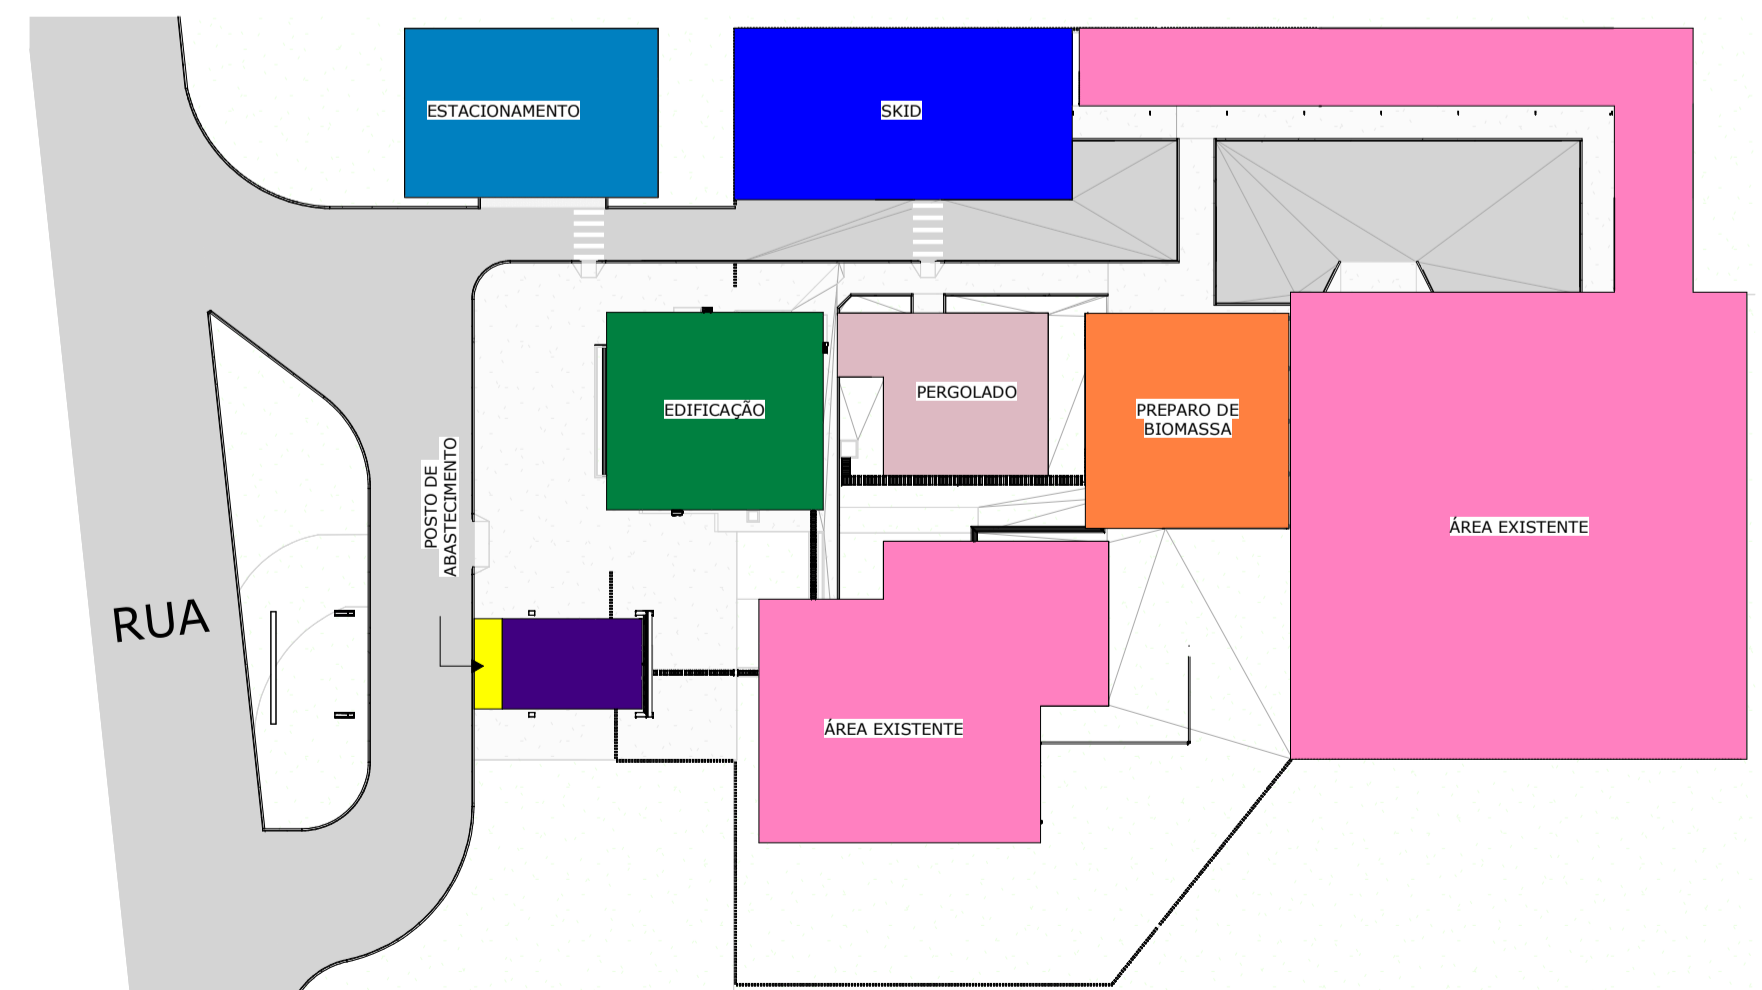 ESTACIONAMENTO
SKID
EDIFICAÇÃO
PERGOLADO
PREPARO DE
BIOMASSA
POSTO DE
ABASTECIMENTO
ÁREA EXISTENTE
RUA
ÁREA EXISTENTE